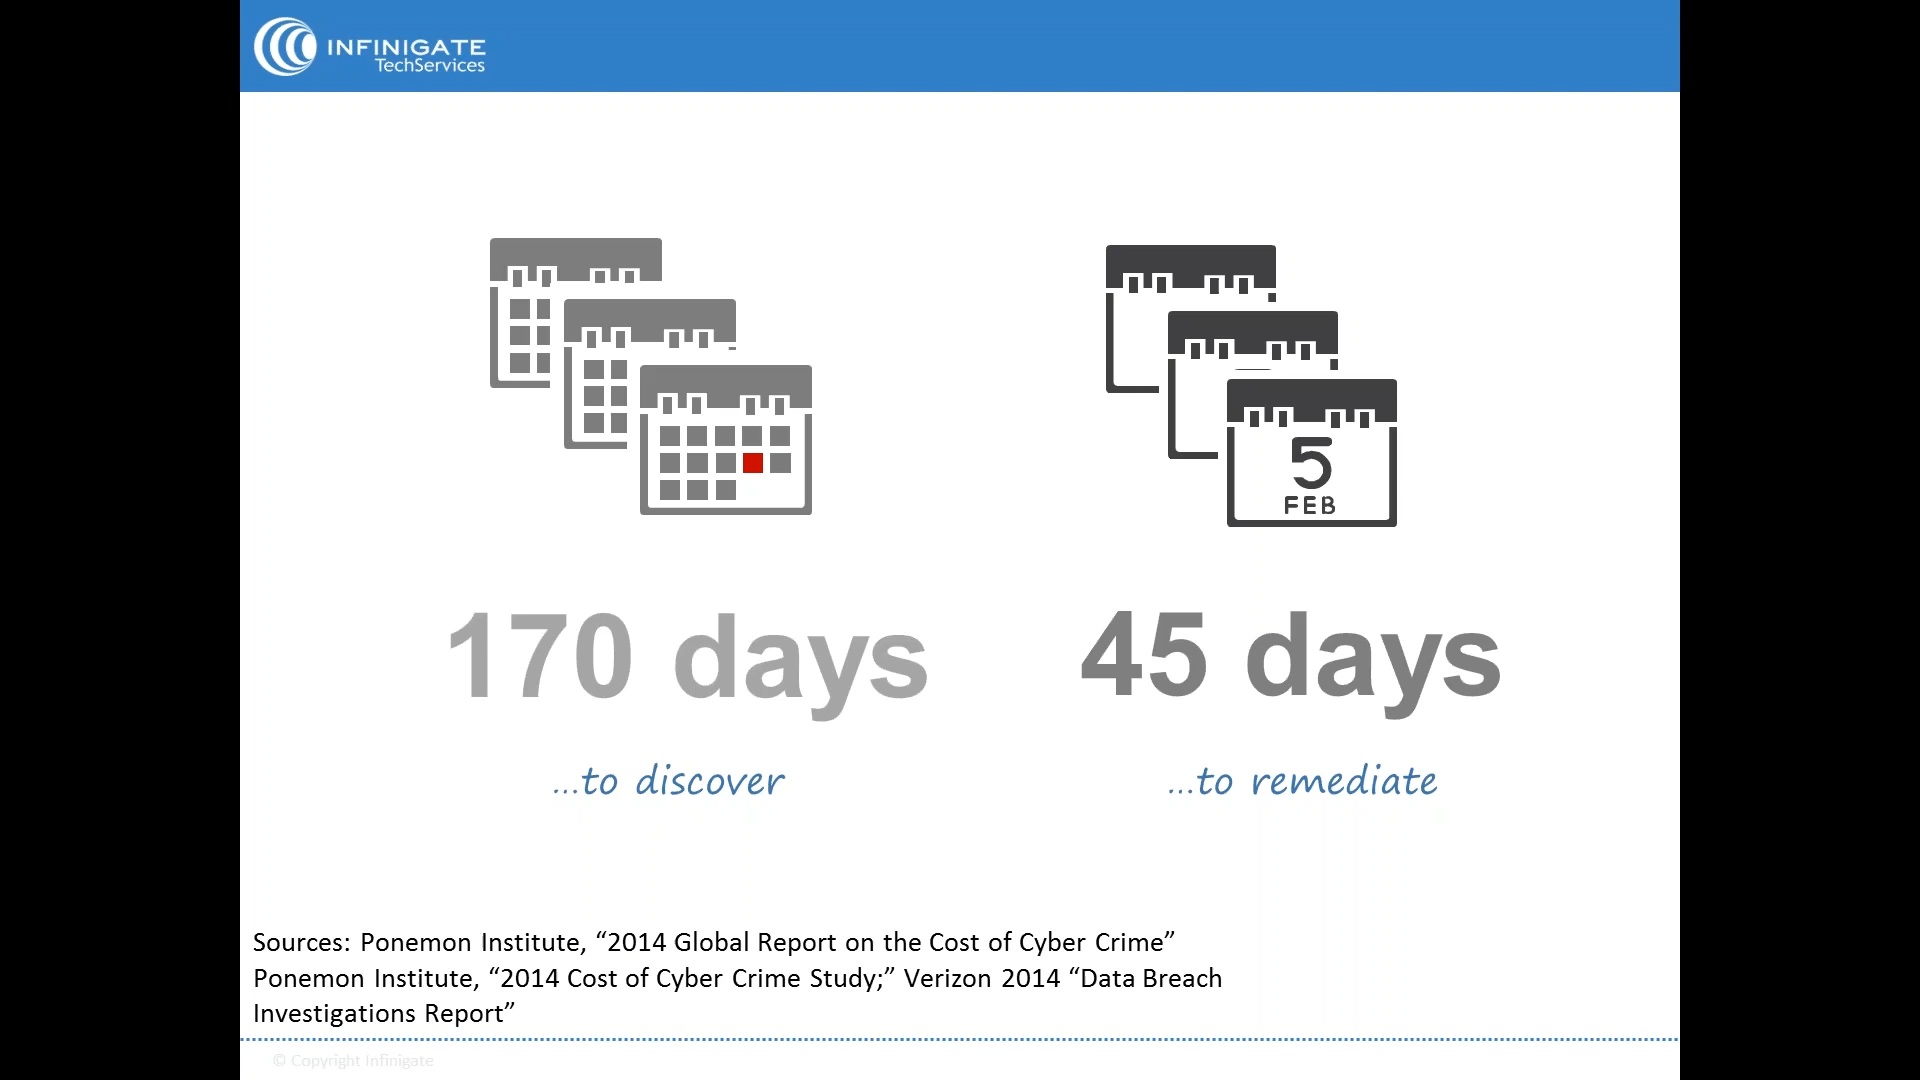 INFINIGATE
TechServices
5
FEB
170 days
45 days
...to discover
...to remediate
Sources: Ponemon Institute, “2014 Global Report on the Cost of Cyber Crime”
Ponemon Institute, “2014 Cost of Cyber Crime Study;” Verizon 2014 “Data Breach
Investigations Report”
© Copyright Infinigate